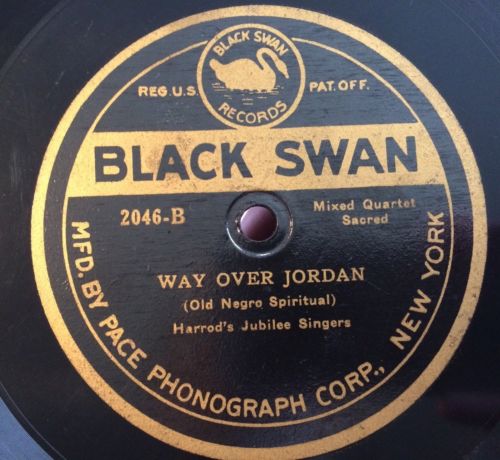 BLACK SWAN
RECORDS
REG. U.S. PAT. OFF.
BLACK SWAN
2046-B
Mixed Quartet
Sacred
WAY OVER JORDAN
(Old Negro Spiritual)
Harrod's Jubilee Singers
MFD. BY PACE PHONOGRAPH CORP., NEW YORK